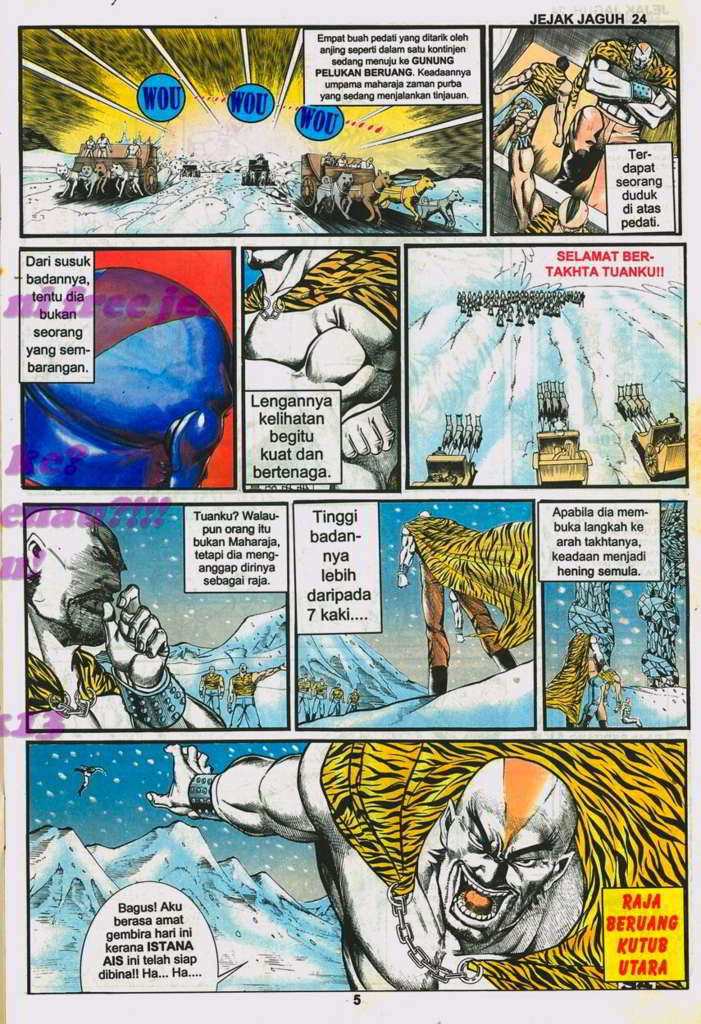 JEJAK JAGUH 24
Empat buah pedati yang ditarik oleh
anjing seperti dalam satu kontinjen
sedang menuju ke GUNUNG
PELUKAN BERUANG. Keadaannya
umpama maharaja zaman purba
yang sedang menjalankan tinjauan.
WOU
WOU
WOU
Ter-
dapat
seorang
duduk
di atas
pedati.
Dari susuk
badannya,
tentu dia
bukan
seorang
yang sem-
barangan.
Lengannya
kelihatan
begitu
kuat dan
bertenaga.
SELAMAT BER-
TAKHTA TUANKU!!
Tuanku? Walau-
pun orang itu
bukan Maharaja,
tetapi dia meng-
anggap dirinya
sebagai raja.
Tinggi
badan-
nya
lebih
daripada
7 kaki....
Apabila dia mem-
buka langkah ke
arah takhtanya,
keadaan menjadi
hening semula.
Bagus! Aku
berasa amat
gembira hari ini
kerana ISTANA
AIS ini telah siap
dibina!! Ha... Ha....
RAJA
BERUANG
KUTUB
UTARA
5